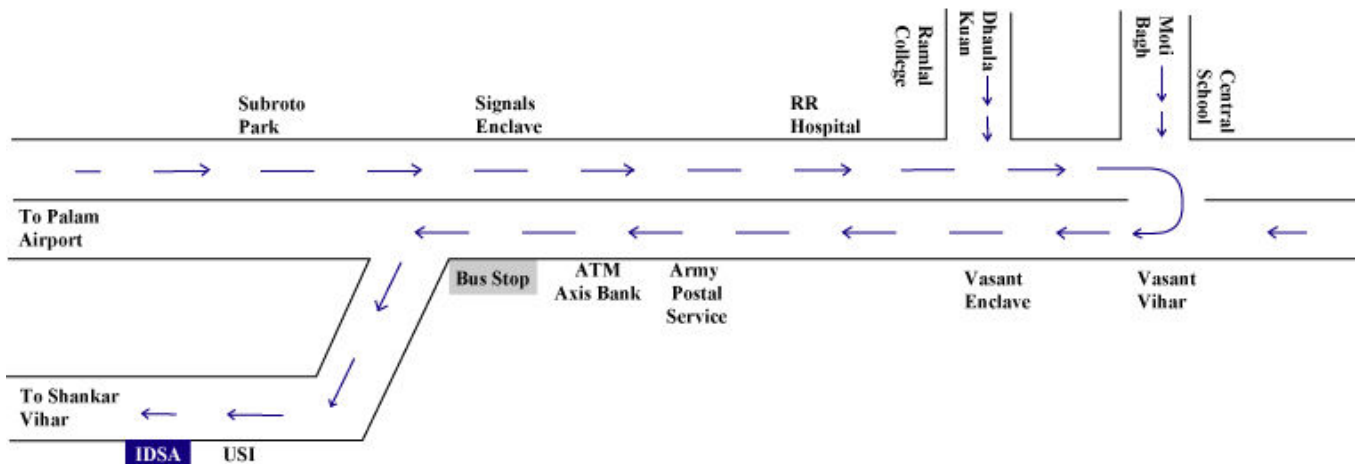 Ramlal
College
Dhaula
Kuan
Moti
Bagh
Central
School
Subroto
Park
Signals
Enclave
RR
Hospital
To Palam
Airport
Bus Stop
ATM
Axis Bank
Army
Postal
Service
Vasant
Enclave
Vasant
Vihar
To Shankar
Vihar
IDSA
USI